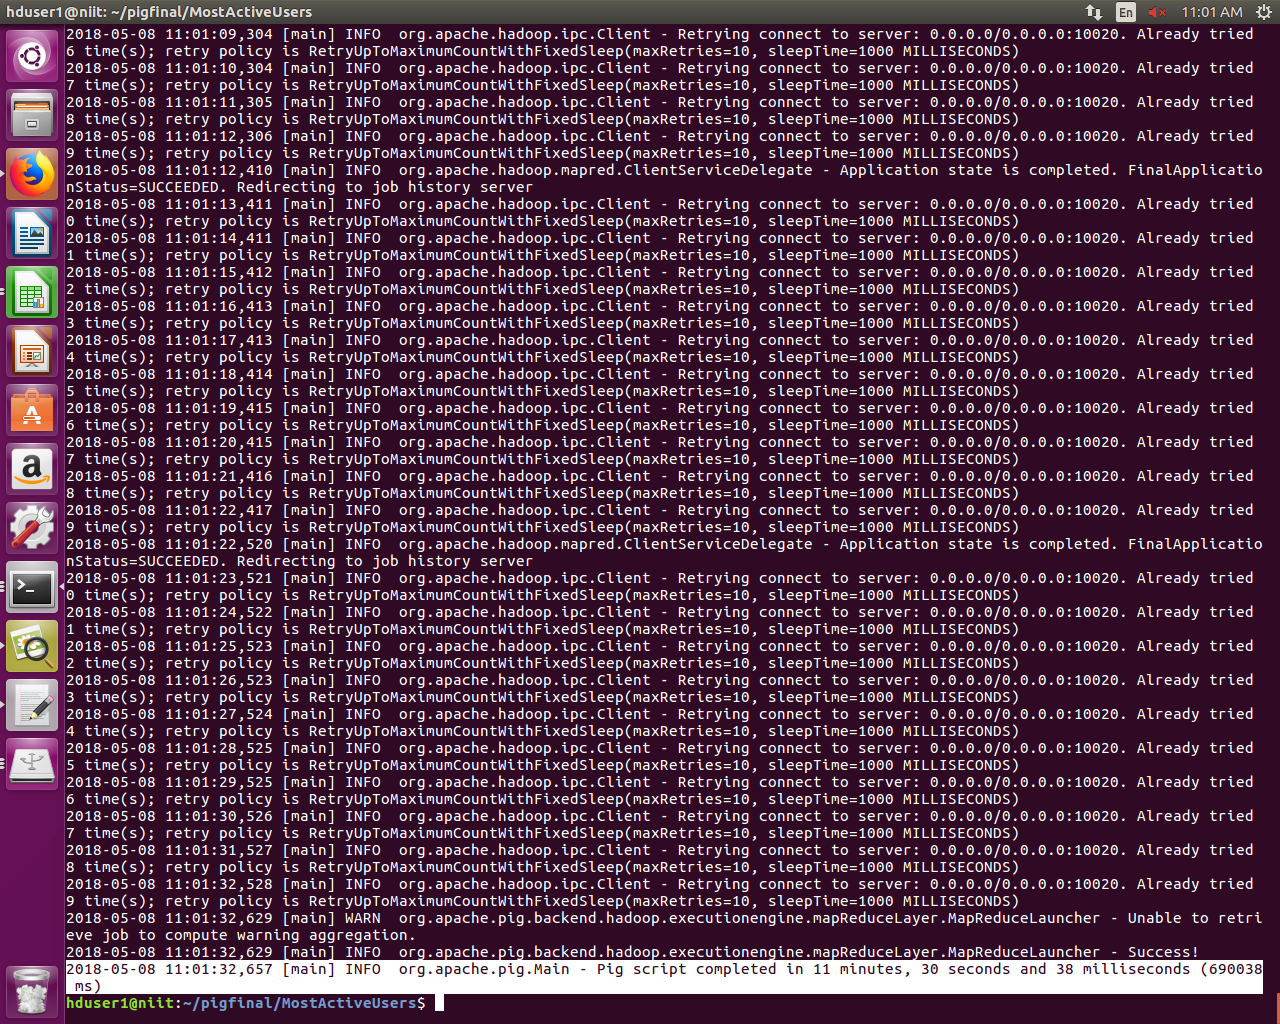 hduser1@niit: ~/pigfinal/MostActiveUsers
En
11:01 AM
2018-05-08 11:01:09,304 [main] INFO  org.apache.hadoop.ipc.Client - Retrying connect to server: 0.0.0.0/0.0.0.0:10020. Already tried
6 time(s); retry policy is RetryUpToMaximumCountWithFixedSleep(maxRetries=10, sleepTime=1000 MILLISECONDS)
2018-05-08 11:01:10,304 [main] INFO  org.apache.hadoop.ipc.Client - Retrying connect to server: 0.0.0.0/0.0.0.0:10020. Already tried
7 time(s); retry policy is RetryUpToMaximumCountWithFixedSleep(maxRetries=10, sleepTime=1000 MILLISECONDS)
2018-05-08 11:01:11,305 [main] INFO  org.apache.hadoop.ipc.Client - Retrying connect to server: 0.0.0.0/0.0.0.0:10020. Already tried
8 time(s); retry policy is RetryUpToMaximumCountWithFixedSleep(maxRetries=10, sleepTime=1000 MILLISECONDS)
2018-05-08 11:01:12,306 [main] INFO  org.apache.hadoop.ipc.Client - Retrying connect to server: 0.0.0.0/0.0.0.0:10020. Already tried
9 time(s); retry policy is RetryUpToMaximumCountWithFixedSleep(maxRetries=10, sleepTime=1000 MILLISECONDS)
2018-05-08 11:01:12,410 [main] INFO  org.apache.hadoop.mapred.ClientServiceDelegate - Application state is completed. FinalApplicatio
nStatus=SUCCEEDED. Redirecting to job history server
2018-05-08 11:01:13,411 [main] INFO  org.apache.hadoop.ipc.Client - Retrying connect to server: 0.0.0.0/0.0.0.0:10020. Already tried
0 time(s); retry policy is RetryUpToMaximumCountWithFixedSleep(maxRetries=10, sleepTime=1000 MILLISECONDS)
2018-05-08 11:01:14,411 [main] INFO  org.apache.hadoop.ipc.Client - Retrying connect to server: 0.0.0.0/0.0.0.0:10020. Already tried
1 time(s); retry policy is RetryUpToMaximumCountWithFixedSleep(maxRetries=10, sleepTime=1000 MILLISECONDS)
2018-05-08 11:01:15,412 [main] INFO  org.apache.hadoop.ipc.Client - Retrying connect to server: 0.0.0.0/0.0.0.0:10020. Already tried
2 time(s); retry policy is RetryUpToMaximumCountWithFixedSleep(maxRetries=10, sleepTime=1000 MILLISECONDS)
2018-05-08 11:01:16,413 [main] INFO  org.apache.hadoop.ipc.Client - Retrying connect to server: 0.0.0.0/0.0.0.0:10020. Already tried
3 time(s); retry policy is RetryUpToMaximumCountWithFixedSleep(maxRetries=10, sleepTime=1000 MILLISECONDS)
2018-05-08 11:01:17,413 [main] INFO  org.apache.hadoop.ipc.Client - Retrying connect to server: 0.0.0.0/0.0.0.0:10020. Already tried
4 time(s); retry policy is RetryUpToMaximumCountWithFixedSleep(maxRetries=10, sleepTime=1000 MILLISECONDS)
2018-05-08 11:01:18,414 [main] INFO  org.apache.hadoop.ipc.Client - Retrying connect to server: 0.0.0.0/0.0.0.0:10020. Already tried
5 time(s); retry policy is RetryUpToMaximumCountWithFixedSleep(maxRetries=10, sleepTime=1000 MILLISECONDS)
2018-05-08 11:01:19,415 [main] INFO  org.apache.hadoop.ipc.Client - Retrying connect to server: 0.0.0.0/0.0.0.0:10020. Already tried
6 time(s); retry policy is RetryUpToMaximumCountWithFixedSleep(maxRetries=10, sleepTime=1000 MILLISECONDS)
2018-05-08 11:01:20,415 [main] INFO  org.apache.hadoop.ipc.Client - Retrying connect to server: 0.0.0.0/0.0.0.0:10020. Already tried
7 time(s); retry policy is RetryUpToMaximumCountWithFixedSleep(maxRetries=10, sleepTime=1000 MILLISECONDS)
2018-05-08 11:01:21,416 [main] INFO  org.apache.hadoop.ipc.Client - Retrying connect to server: 0.0.0.0/0.0.0.0:10020. Already tried
8 time(s); retry policy is RetryUpToMaximumCountWithFixedSleep(maxRetries=10, sleepTime=1000 MILLISECONDS)
2018-05-08 11:01:22,417 [main] INFO  org.apache.hadoop.ipc.Client - Retrying connect to server: 0.0.0.0/0.0.0.0:10020. Already tried
9 time(s); retry policy is RetryUpToMaximumCountWithFixedSleep(maxRetries=10, sleepTime=1000 MILLISECONDS)
2018-05-08 11:01:22,520 [main] INFO  org.apache.hadoop.mapred.ClientServiceDelegate - Application state is completed. FinalApplicatio
nStatus=SUCCEEDED. Redirecting to job history server
2018-05-08 11:01:23,521 [main] INFO  org.apache.hadoop.ipc.Client - Retrying connect to server: 0.0.0.0/0.0.0.0:10020. Already tried
0 time(s); retry policy is RetryUpToMaximumCountWithFixedSleep(maxRetries=10, sleepTime=1000 MILLISECONDS)
2018-05-08 11:01:24,522 [main] INFO  org.apache.hadoop.ipc.Client - Retrying connect to server: 0.0.0.0/0.0.0.0:10020. Already tried
1 time(s); retry policy is RetryUpToMaximumCountWithFixedSleep(maxRetries=10, sleepTime=1000 MILLISECONDS)
2018-05-08 11:01:25,523 [main] INFO  org.apache.hadoop.ipc.Client - Retrying connect to server: 0.0.0.0/0.0.0.0:10020. Already tried
2 time(s); retry policy is RetryUpToMaximumCountWithFixedSleep(maxRetries=10, sleepTime=1000 MILLISECONDS)
2018-05-08 11:01:26,523 [main] INFO  org.apache.hadoop.ipc.Client - Retrying connect to server: 0.0.0.0/0.0.0.0:10020. Already tried
3 time(s); retry policy is RetryUpToMaximumCountWithFixedSleep(maxRetries=10, sleepTime=1000 MILLISECONDS)
2018-05-08 11:01:27,524 [main] INFO  org.apache.hadoop.ipc.Client - Retrying connect to server: 0.0.0.0/0.0.0.0:10020. Already tried
4 time(s); retry policy is RetryUpToMaximumCountWithFixedSleep(maxRetries=10, sleepTime=1000 MILLISECONDS)
2018-05-08 11:01:28,525 [main] INFO  org.apache.hadoop.ipc.Client - Retrying connect to server: 0.0.0.0/0.0.0.0:10020. Already tried
5 time(s); retry policy is RetryUpToMaximumCountWithFixedSleep(maxRetries=10, sleepTime=1000 MILLISECONDS)
2018-05-08 11:01:29,525 [main] INFO  org.apache.hadoop.ipc.Client - Retrying connect to server: 0.0.0.0/0.0.0.0:10020. Already tried
6 time(s); retry policy is RetryUpToMaximumCountWithFixedSleep(maxRetries=10, sleepTime=1000 MILLISECONDS)
2018-05-08 11:01:30,526 [main] INFO  org.apache.hadoop.ipc.Client - Retrying connect to server: 0.0.0.0/0.0.0.0:10020. Already tried
7 time(s); retry policy is RetryUpToMaximumCountWithFixedSleep(maxRetries=10, sleepTime=1000 MILLISECONDS)
2018-05-08 11:01:31,527 [main] INFO  org.apache.hadoop.ipc.Client - Retrying connect to server: 0.0.0.0/0.0.0.0:10020. Already tried
8 time(s); retry policy is RetryUpToMaximumCountWithFixedSleep(maxRetries=10, sleepTime=1000 MILLISECONDS)
2018-05-08 11:01:32,528 [main] INFO  org.apache.hadoop.ipc.Client - Retrying connect to server: 0.0.0.0/0.0.0.0:10020. Already tried
9 time(s); retry policy is RetryUpToMaximumCountWithFixedSleep(maxRetries=10, sleepTime=1000 MILLISECONDS)
2018-05-08 11:01:32,629 [main] WARN  org.apache.pig.backend.hadoop.executionengine.mapReduceLayer.MapReduceLauncher - Unable to retri
eve job to compute warning aggregation.
2018-05-08 11:01:32,629 [main] INFO  org.apache.pig.backend.hadoop.executionengine.mapReduceLayer.MapReduceLauncher - Success!
2018-05-08 11:01:32,657 [main] INFO  org.apache.pig.Main - Pig script completed in 11 minutes, 30 seconds and 38 milliseconds (690038
ms)
hduser1@niit:~/pigfinal/MostActiveUsers$